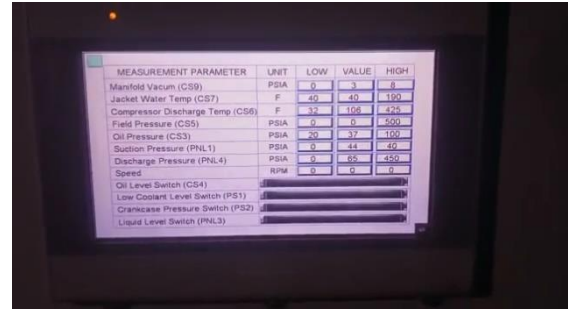 MEASUREMENT PARAMETER UNIT LOW VALUE HIGH
Manifold Vacum (CS9) PSIA 0 3 8
Jacket Water Temp (CS7) F 40 40 190
Compressor Discharge Temp (CS6) F 32 106 425
Field Pressure (CS5) PSIA 0 0 500
Oil Pressure (CS3) PSIA 20 37 100
Suction Pressure (PNL1) PSIA 0 44 40
Discharge Pressure (PNL4) PSIA 0 65 450
Speed RPM 0 0 0
Oil Level Switch (CS4)
Low Coolant Level Switch (PS1)
Crankcase Pressure Switch (PS2)
Liquid Level Switch (PNL3)